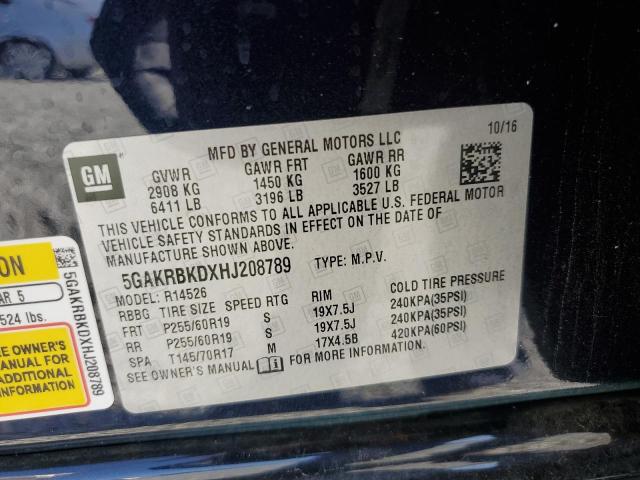 MFD BY GENERAL MOTORS LLC
10/16
GM
GVWR GAWR FRT GAWR RR
2908 KG 1450 KG 1600 KG
6411 LB 3196 LB 3527 LB
THIS VEHICLE CONFORMS TO ALL APPLICABLE U.S. FEDERAL MOTOR
VEHICLE SAFETY STANDARDS IN EFFECT ON THE DATE OF
MANUFACTURE SHOWN ABOVE.
5GAKRBKDXHJ208789 TYPE: M.P.V.
MODEL: R14526
RBBG TIRE SIZE SPEED RTG RIM COLD TIRE PRESSURE
FRT P255/60R19 S 19X7.5J 240KPA(35PSI)
RR P255/60R19 S 19X7.5J 240KPA(35PSI)
SPA T145/70R17 M 17X4.5B 420KPA(60PSI)
SEE OWNER'S MANUAL FOR MORE INFORMATION.
ON
AR 5
524 lbs.
EE OWNER'S
MANUAL FOR
ADDITIONAL
INFORMATION
5GAKRBKDXHJ208789